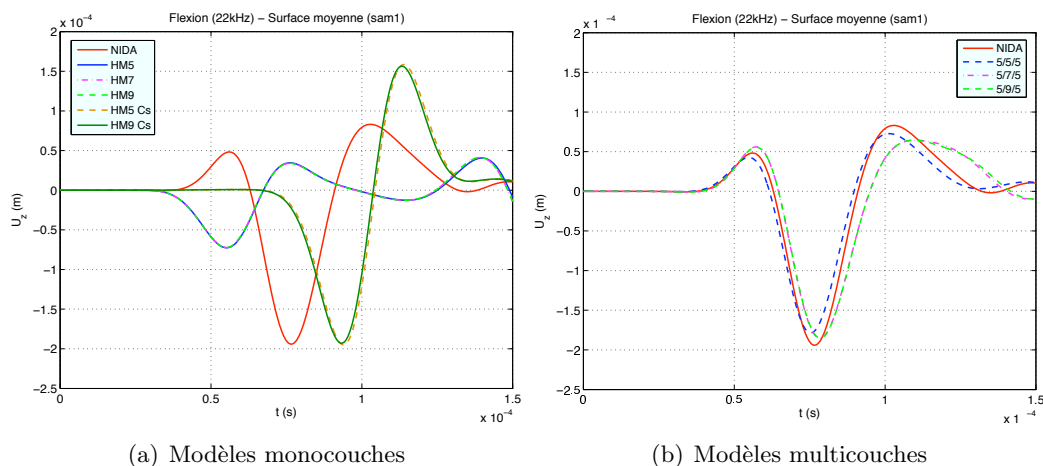 Flexion (22kHz) – Surface moyenne (sam1)
x 10⁻⁴
2
1.5
1
0.5
0
-0.5
-1
-1.5
-2
-2.5
U_z (m)
NIDA
HM5
HM7
HM9
HM5 Cs
HM9 Cs
0
0.5
1
1.5
t (s)
x 10⁻⁴
(a) Modèles monocouches
Flexion (22kHz) – Surface moyenne (sam1)
x 1⁻⁴
2
1.5
1
0.5
0
-0.5
-1
-1.5
-2
-2.5
U_z (m)
NIDA
5/5/5
5/7/5
5/9/5
0
0.5
1
1.5
t (s)
x 1⁻⁴
(b) Modèles multicouches